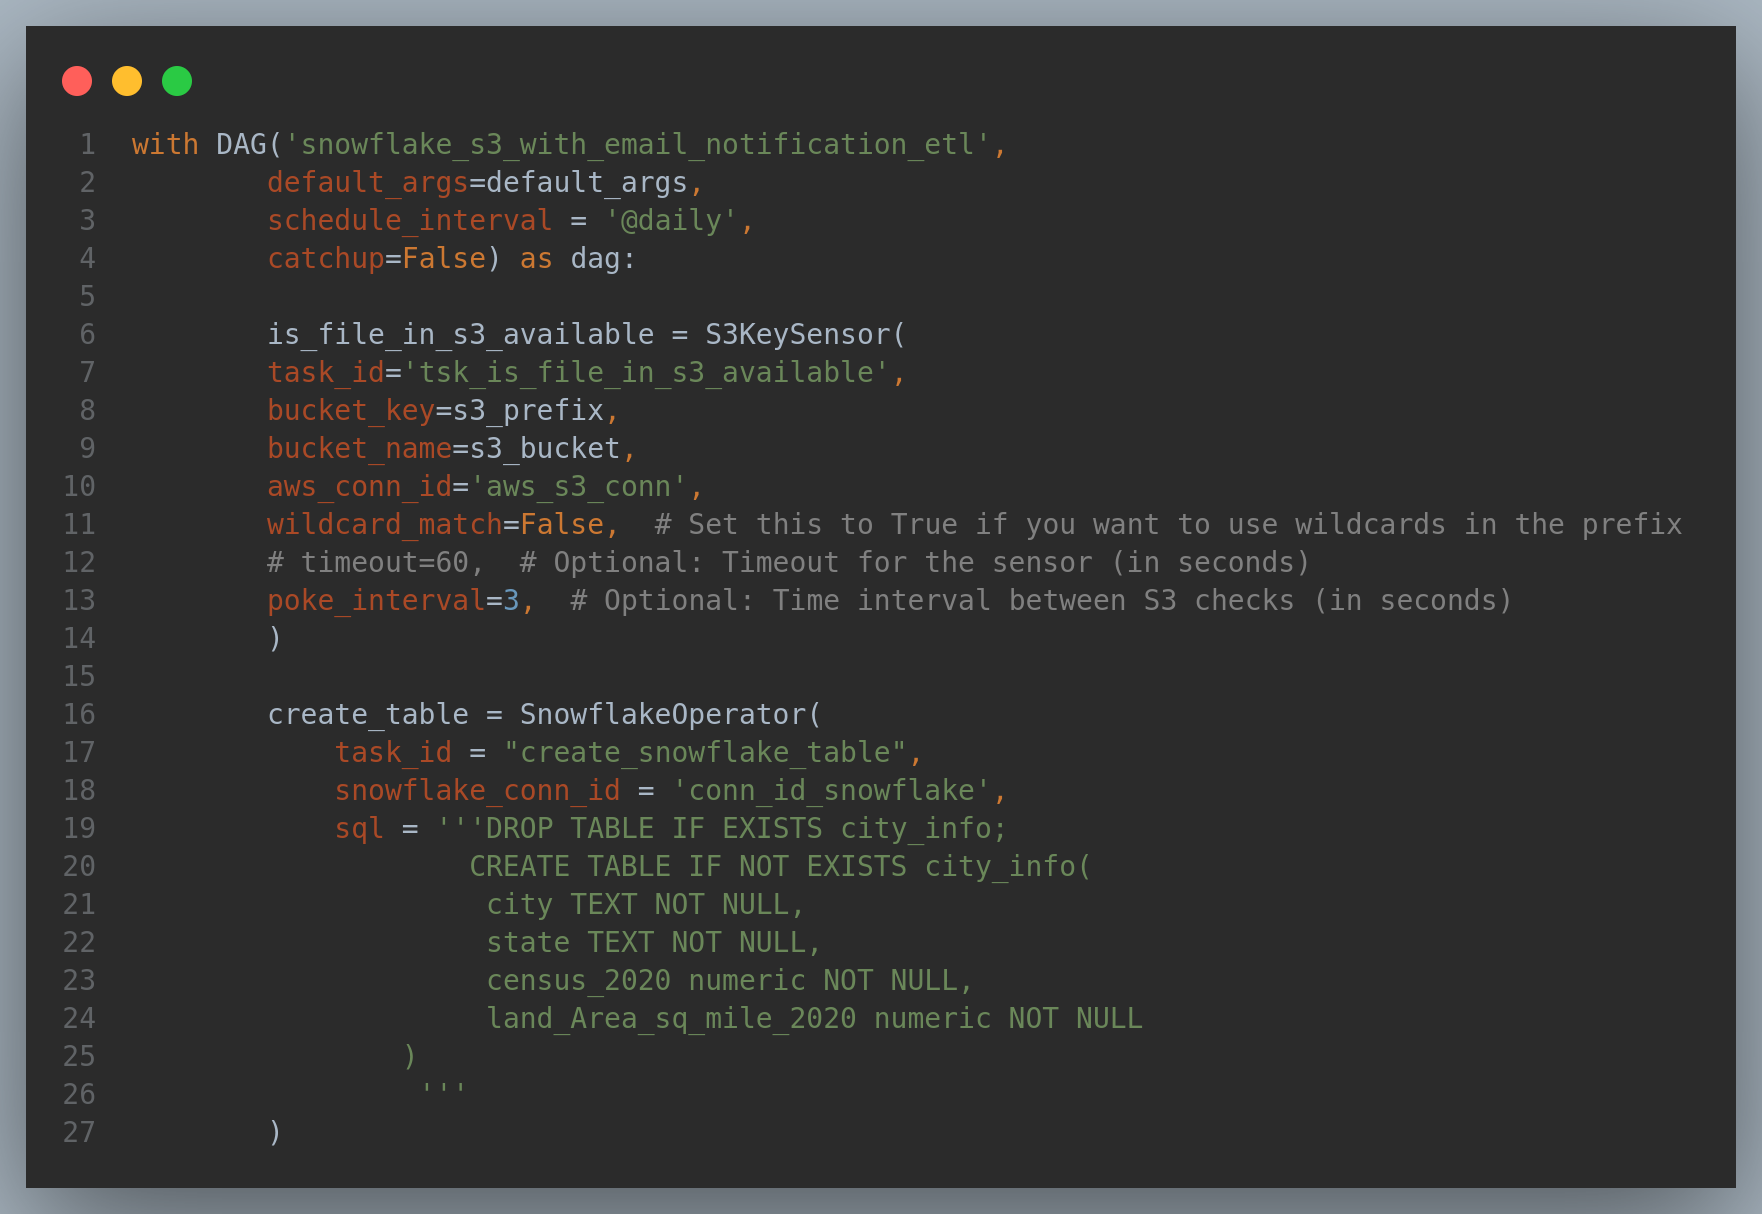 1 with DAG('snowflake_s3_with_email_notification_etl',
2         default_args=default_args,
3         schedule_interval = '@daily',
4         catchup=False) as dag:
5
6         is_file_in_s3_available = S3KeySensor(
7         task_id='tsk_is_file_in_s3_available',
8         bucket_key=s3_prefix,
9         bucket_name=s3_bucket,
10         aws_conn_id='aws_s3_conn',
11         wildcard_match=False,  # Set this to True if you want to use wildcards in the prefix
12         # timeout=60,  # Optional: Timeout for the sensor (in seconds)
13         poke_interval=3,  # Optional: Time interval between S3 checks (in seconds)
14         )
15
16         create_table = SnowflakeOperator(
17             task_id = "create_snowflake_table",
18             snowflake_conn_id = 'conn_id_snowflake',
19             sql = '''DROP TABLE IF EXISTS city_info;
20                     CREATE TABLE IF NOT EXISTS city_info(
21                      city TEXT NOT NULL,
22                      state TEXT NOT NULL,
23                      census_2020 numeric NOT NULL,
24                      land_Area_sq_mile_2020 numeric NOT NULL
25                 )
26                  '''
27         )